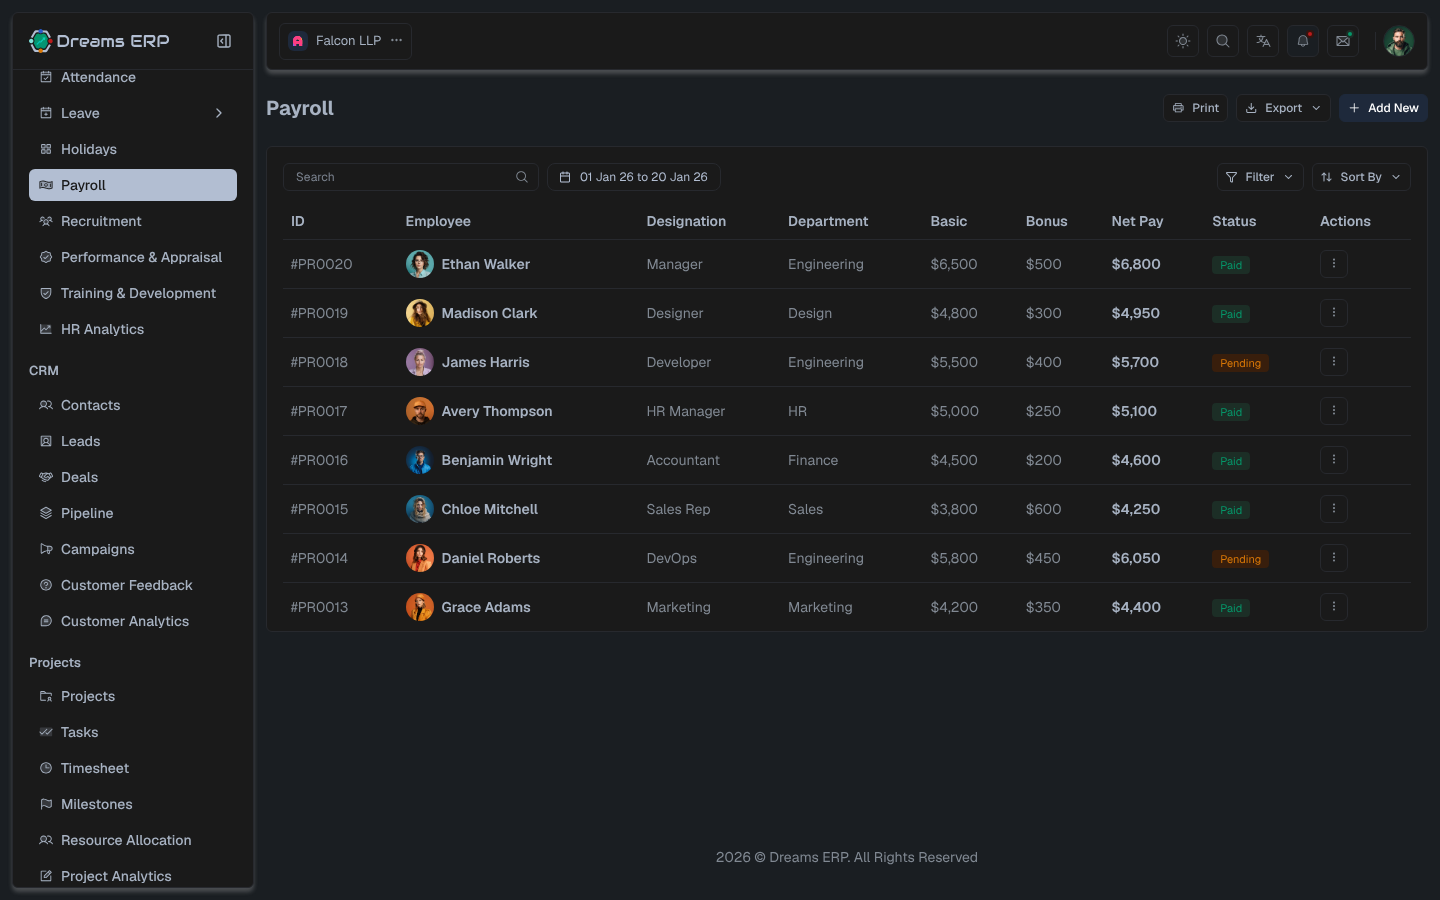 Dreams ERP
Attendance
Leave
Holidays
Payroll
Recruitment
Performance & Appraisal
Training & Development
HR Analytics
CRM
Contacts
Leads
Deals
Pipeline
Campaigns
Customer Feedback
Customer Analytics
Projects
Projects
Tasks
Timesheet
Milestones
Resource Allocation
Project Analytics
Falcon LLP ···
Payroll
Print Export Add New
Search 01 Jan 26 to 20 Jan 26 Filter Sort By
ID Employee Designation Department Basic Bonus Net Pay Status Actions
#PR0020 Ethan Walker Manager Engineering $6,500 $500 $6,800 Paid
#PR0019 Madison Clark Designer Design $4,800 $300 $4,950 Paid
#PR0018 James Harris Developer Engineering $5,500 $400 $5,700 Pending
#PR0017 Avery Thompson HR Manager HR $5,000 $250 $5,100 Paid
#PR0016 Benjamin Wright Accountant Finance $4,500 $200 $4,600 Paid
#PR0015 Chloe Mitchell Sales Rep Sales $3,800 $600 $4,250 Paid
#PR0014 Daniel Roberts DevOps Engineering $5,800 $450 $6,050 Pending
#PR0013 Grace Adams Marketing Marketing $4,200 $350 $4,400 Paid
2026 © Dreams ERP. All Rights Reserved